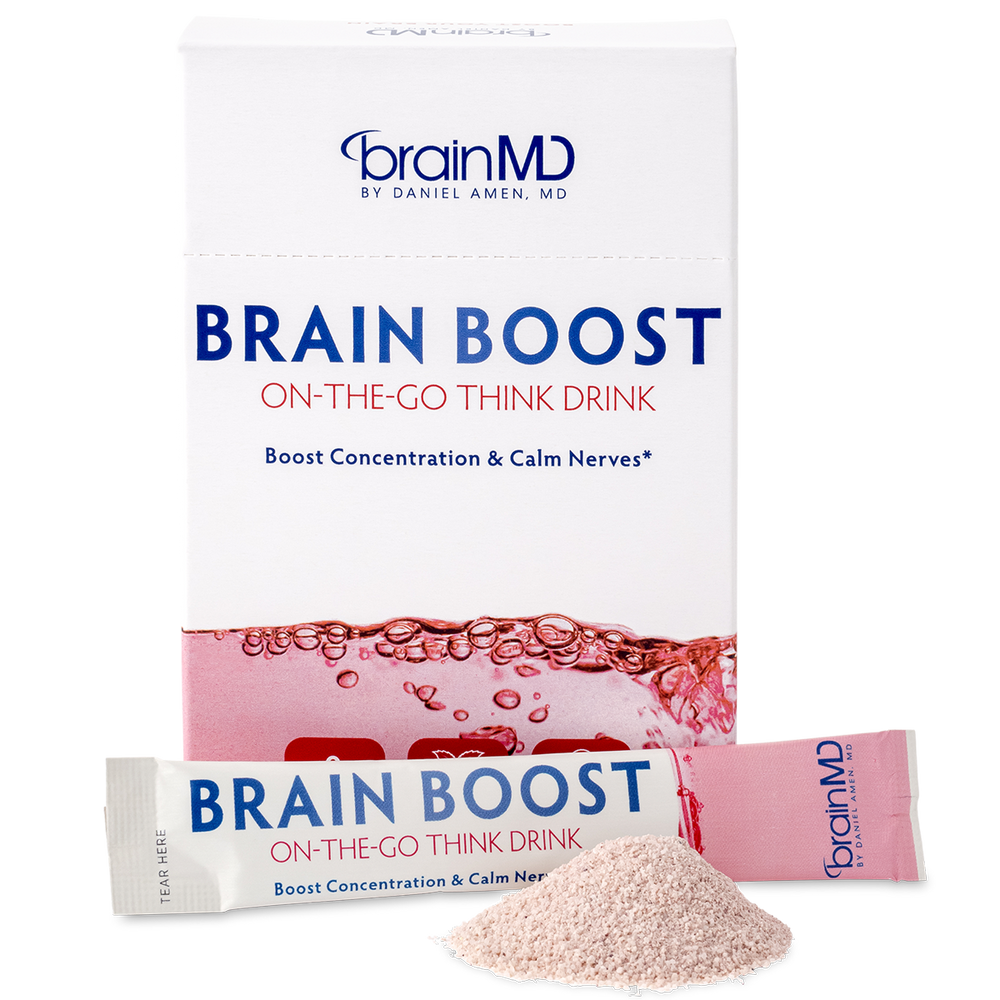 brainMD
brainMD
BY DANIEL AMEN, MD
BRAIN BOOST
ON-THE-GO THINK DRINK
Boost Concentration & Calm Nerves*
TEAR HERE
BRAIN BOOST
ON-THE-GO THINK DRINK
Boost Concentration & Calm
brainMD
BY DANIEL AMEN, MD